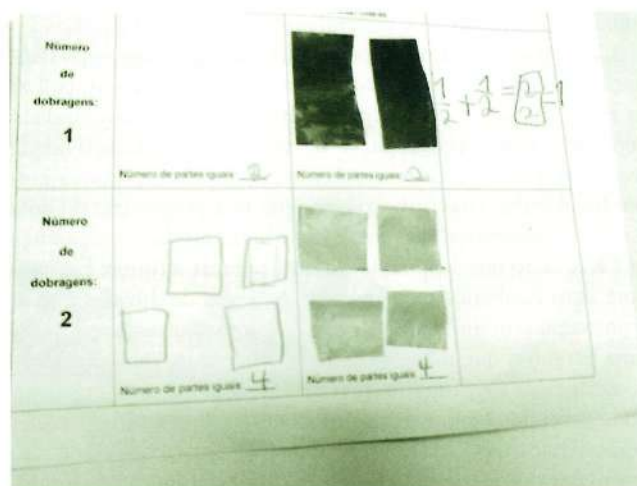 Número
de
dobragens:
1
Número de partes iguais: 2
Número de partes iguais: 2
1/2 + 1/2 = 2/2 = 1
Número
de
dobragens:
2
Número de partes iguais: 4
Número de partes iguais: 4